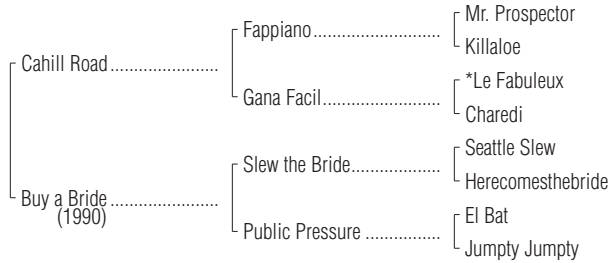 Mr. Prospector
Fappiano
Killaloe
Cahill Road
*Le Fabuleux
Gana Facil
Charedi
Seattle Slew
Slew the Bride
Herecomesthebride
Buy a Bride
(1990)
El Bat
Public Pressure
Jumpty Jumpty